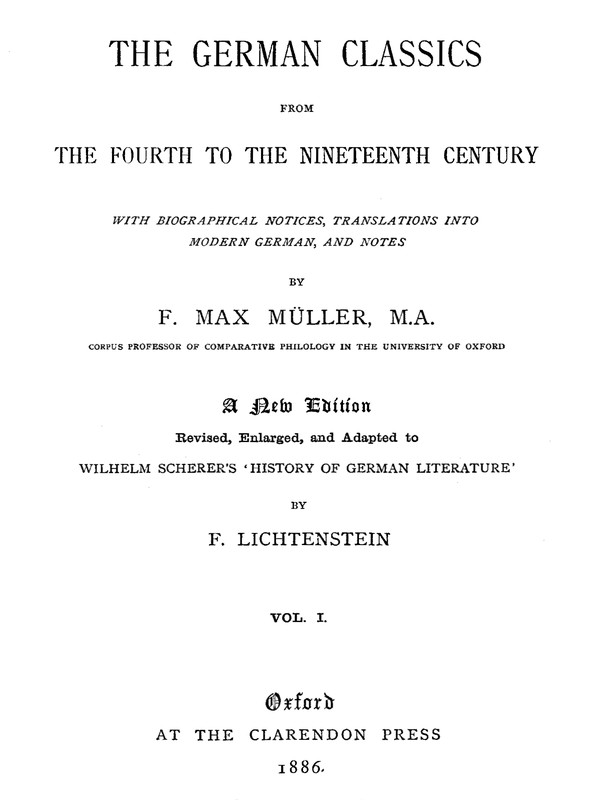 THE GERMAN CLASSICS
FROM
THE FOURTH TO THE NINETEENTH CENTURY
WITH BIOGRAPHICAL NOTICES, TRANSLATIONS INTO
MODERN GERMAN, AND NOTES
BY
F. MAX MÜLLER, M.A.
CORPUS PROFESSOR OF COMPARATIVE PHILOLOGY IN THE UNIVERSITY OF OXFORD
A New Edition
Revised, Enlarged, and Adapted to
WILHELM SCHERER'S 'HISTORY OF GERMAN LITERATURE'
BY
F. LICHTENSTEIN
VOL. I.
Oxford
AT THE CLARENDON PRESS
1886.